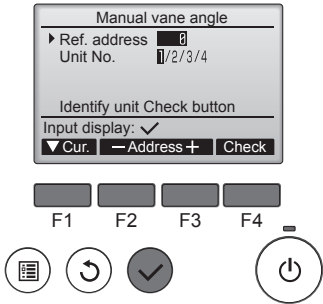 Manual vane angle
▶Ref. address 0
Unit No. 1/2/3/4
Identify unit Check button
Input display: ✓
▼Cur. −Address+ Check
F1 F2 F3 F4